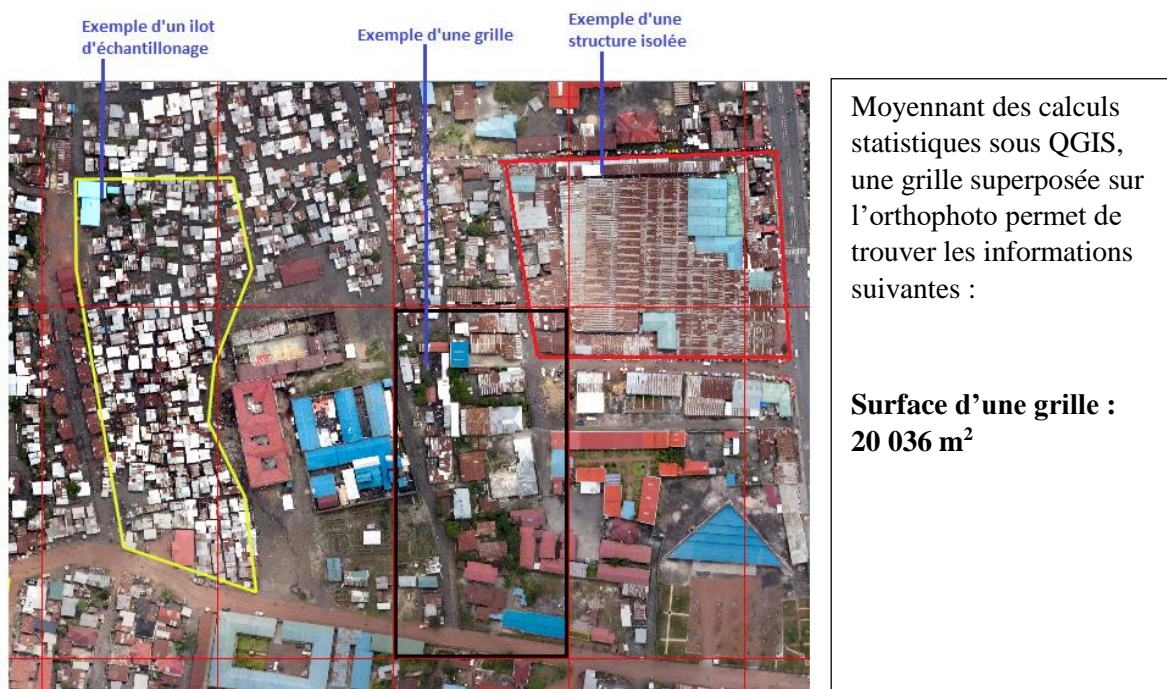 Exemple d'un ilot
d'échantillonage
Exemple d'une grille
Exemple d'une
structure isolée
Moyennant des calculs
statistiques sous QGIS,
une grille superposée sur
l’orthophoto permet de
trouver les informations
suivantes :
Surface d’une grille :
20 036 m²